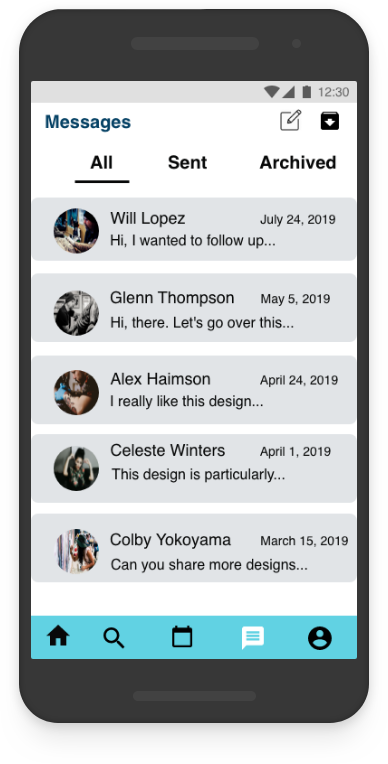 12:30
Messages
All Sent Archived
Will Lopez July 24, 2019
Hi, I wanted to follow up...
Glenn Thompson May 5, 2019
Hi, there. Let's go over this...
Alex Haimson April 24, 2019
I really like this design...
Celeste Winters April 1, 2019
This design is particularly...
Colby Yokoyama March 15, 2019
Can you share more designs...